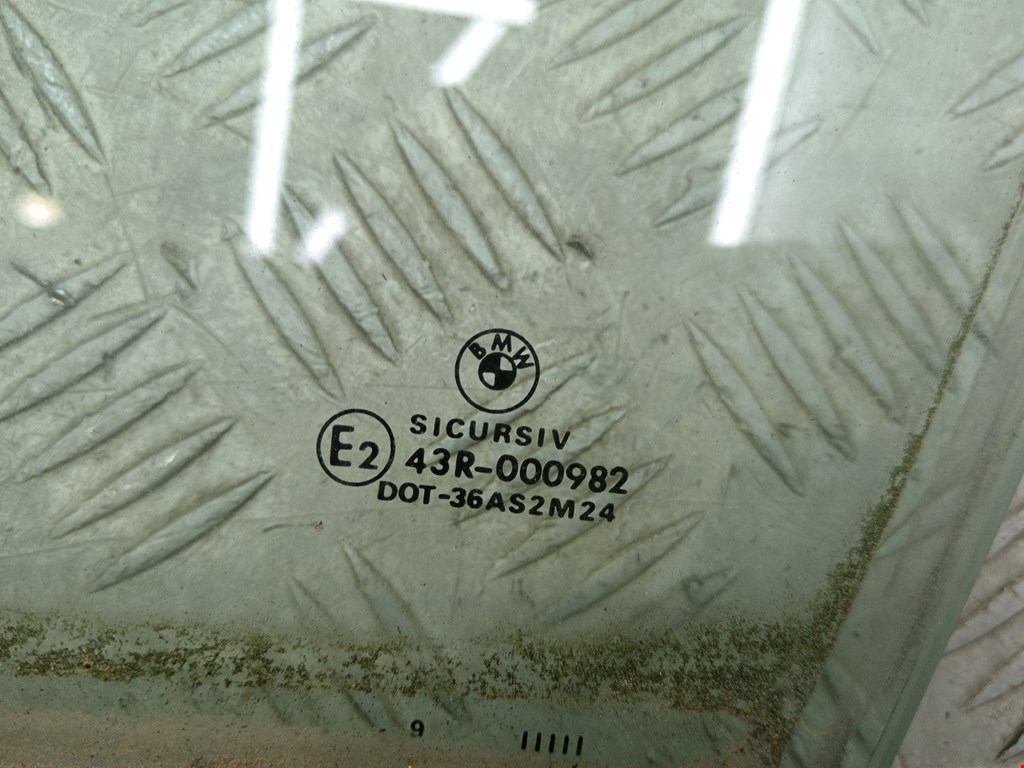 BMW
SICURSIV
E2
43R-000982
DOT-36AS2M24
9 IIIII